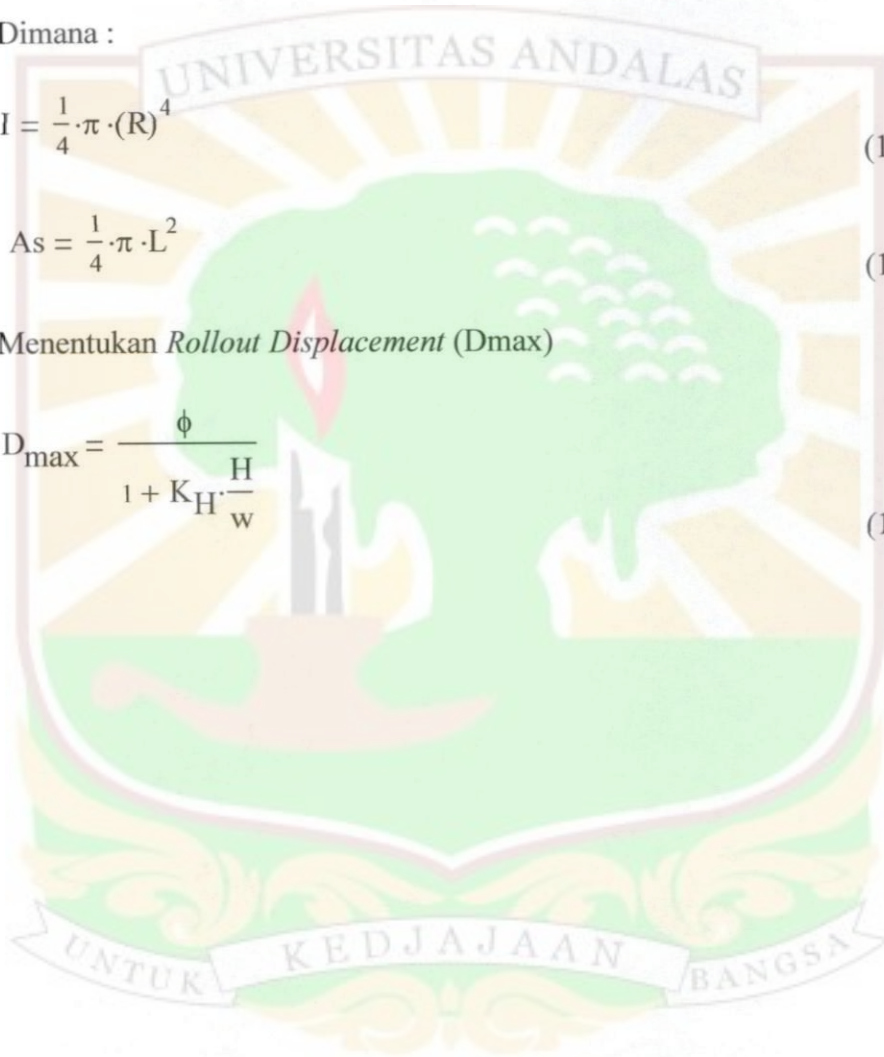 Dimana :
UNIVERSITAS ANDALAS
I = 1/4 ·π ·(R)^4 (1
As = 1/4 ·π ·L^2 (1
Menentukan Rollout Displacement (Dmax)
D_max = ϕ / (1 + K_H · H/w) (1
UNTUK KEDJAJAAN BANGSA